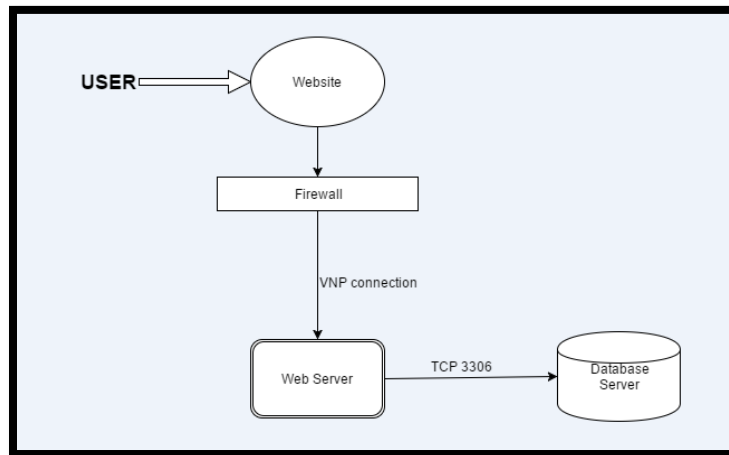 USER
Website
Firewall
VNP connection
Web Server
TCP 3306
Database
Server